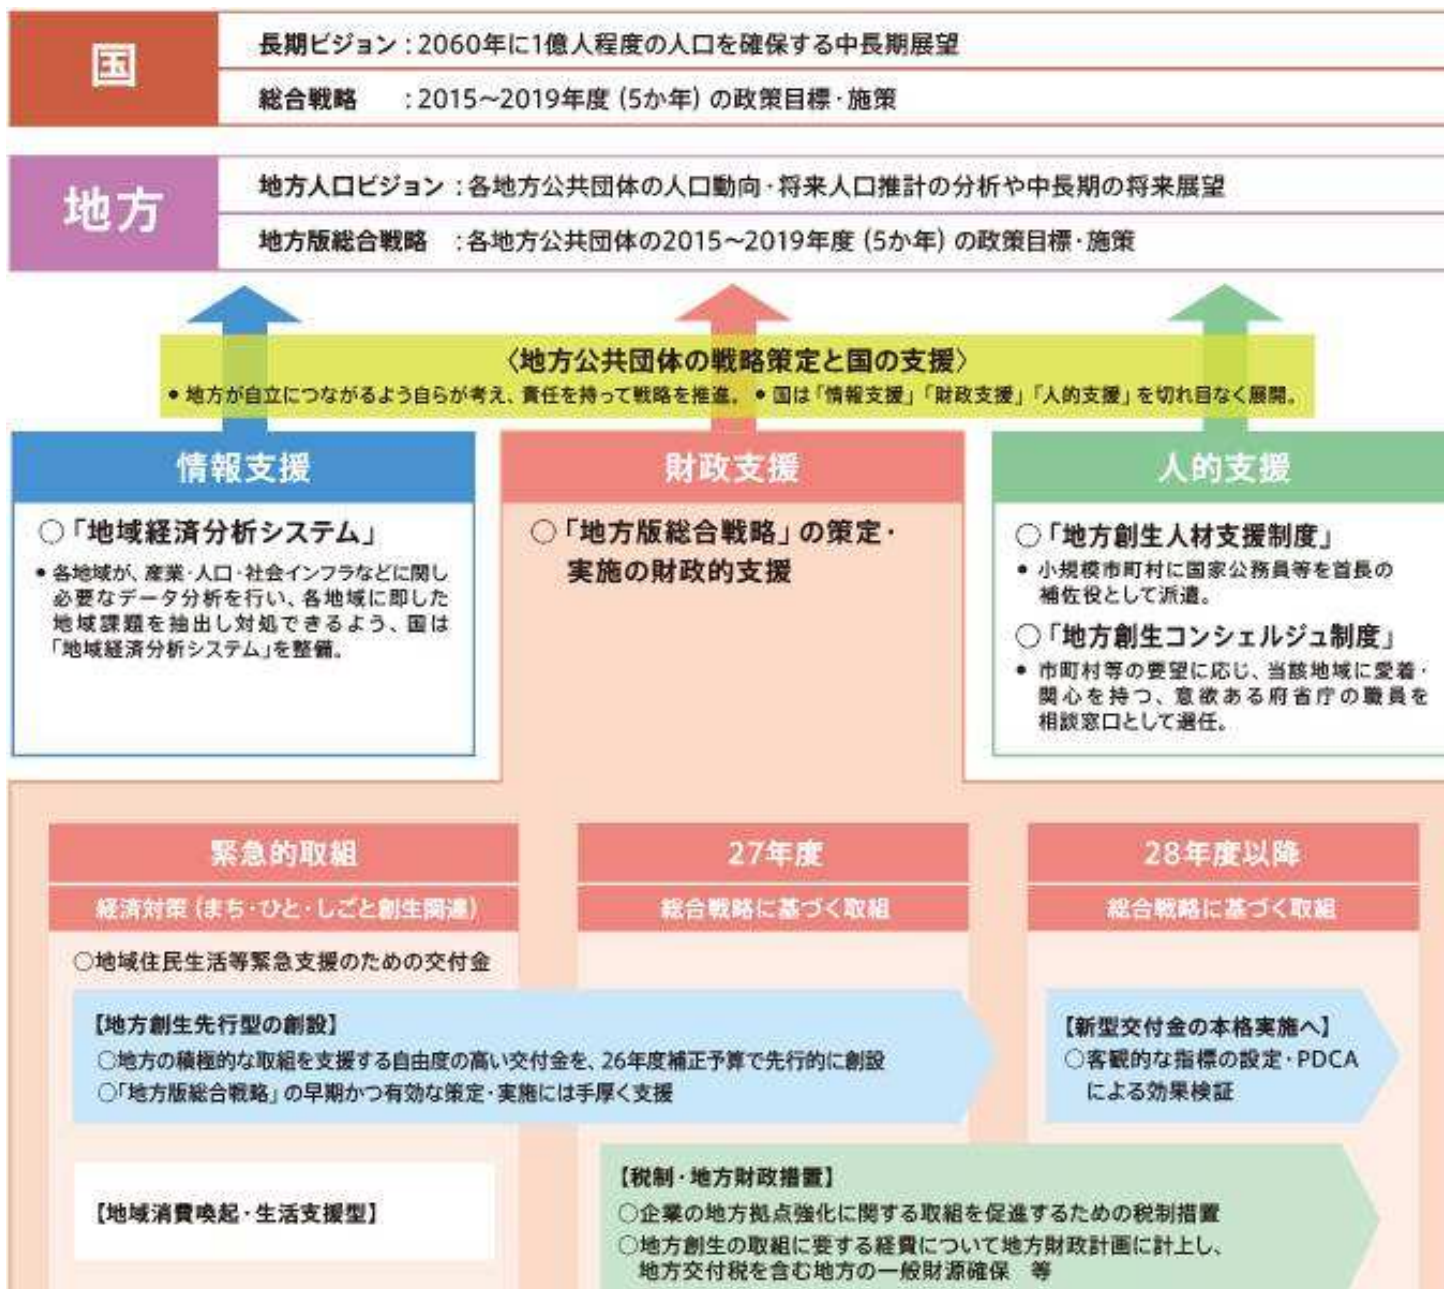 国
長期ビジョン：2060年に1億人程度の人口を確保する中長期展望
総合戦略　：2015〜2019年度（5か年）の政策目標・施策
地方
地方人口ビジョン：各地方公共団体の人口動向・将来人口推計の分析や中長期の将来展望
地方版総合戦略　：各地方公共団体の2015〜2019年度（5か年）の政策目標・施策
〈地方公共団体の戦略策定と国の支援〉
● 地方が自立につながるよう自らが考え、責任を持って戦略を推進。 ● 国は「情報支援」「財政支援」「人的支援」を切れ目なく展開。
情報支援
○「地域経済分析システム」
● 各地域が、産業・人口・社会インフラなどに関し
必要なデータ分析を行い、各地域に即した
地域課題を抽出し対処できるよう、国は
「地域経済分析システム」を整備。
財政支援
○「地方版総合戦略」の策定・
実施の財政的支援
人的支援
○「地方創生人材支援制度」
● 小規模市町村に国家公務員等を首長の
補佐役として派遣。
○「地方創生コンシェルジュ制度」
● 市町村等の要望に応じ、当該地域に愛着・
関心を持つ、意欲ある府省庁の職員を
相談窓口として選任。
緊急的取組
経済対策（まち・ひと・しごと創生関連）
○地域住民生活等緊急支援のための交付金
27年度
総合戦略に基づく取組
28年度以降
総合戦略に基づく取組
【地方創生先行型の創設】
○地方の積極的な取組を支援する自由度の高い交付金を、26年度補正予算で先行的に創設
○「地方版総合戦略」の早期かつ有効な策定・実施には手厚く支援
【新型交付金の本格実施へ】
○客観的な指標の設定・PDCA
による効果検証
【地域消費喚起・生活支援型】
【税制・地方財政措置】
○企業の地方拠点強化に関する取組を促進するための税制措置
○地方創生の取組に要する経費について地方財政計画に計上し、
地方交付税を含む地方の一般財源確保　等